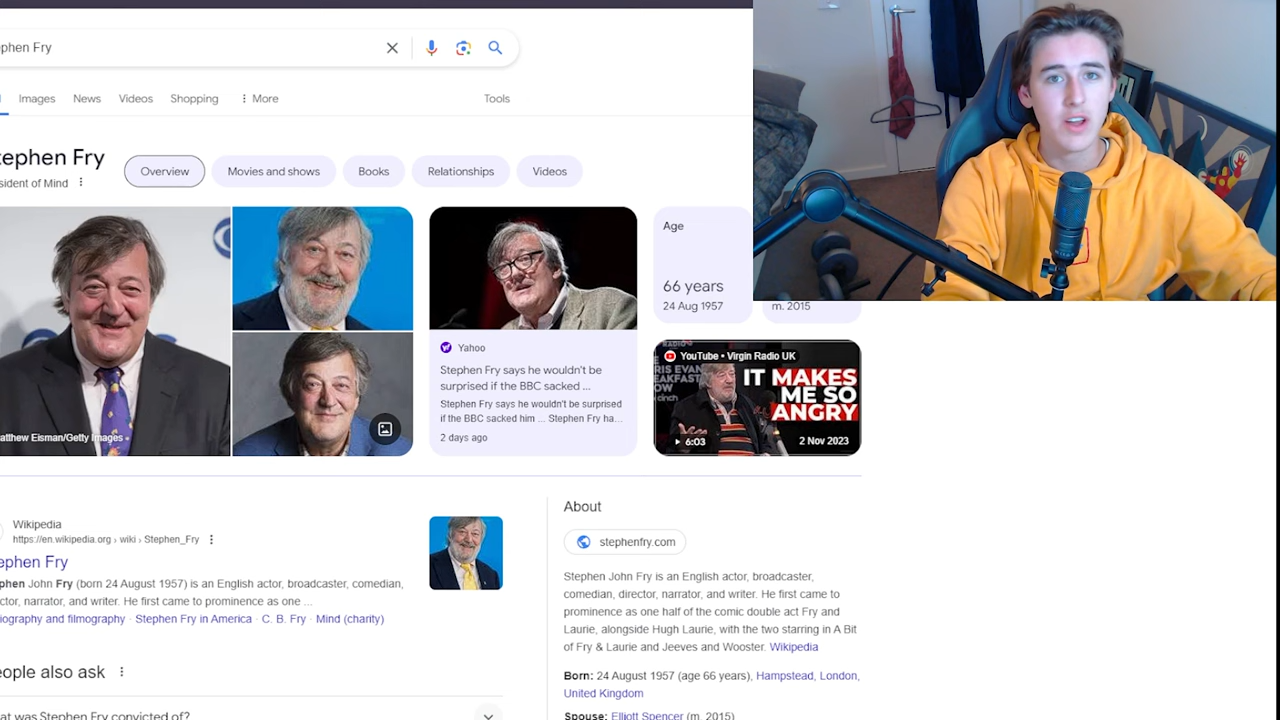 phen Fry
Images News Videos Shopping More Tools
tephen Fry
sident of Mind
Overview Movies and shows Books Relationships Videos
atthew Eisman/Getty Images
Yahoo
Stephen Fry says he wouldn't be
surprised if the BBC sacked ...
Stephen Fry says he wouldn't be surprised
if the BBC sacked him ... Stephen Fry ha...
2 days ago
Age
66 years
24 Aug 1957
m. 2015
YouTube • Virgin Radio UK
RADIO
RIS EVAN
EAKFAST
OW
cinch
IT MAKES
ME SO
ANGRY
6:03
2 Nov 2023
Wikipedia
https://en.wikipedia.org › wiki › Stephen_Fry
ephen Fry
phen John Fry (born 24 August 1957) is an English actor, broadcaster, comedian,
ctor, narrator, and writer. He first came to prominence as one ...
iography and filmography · Stephen Fry in America · C. B. Fry · Mind (charity)
eople also ask
at was Stephen Fry convicted of?
About
stephenfry.com
Stephen John Fry is an English actor, broadcaster,
comedian, director, narrator, and writer. He first came to
prominence as one half of the comic double act Fry and
Laurie, alongside Hugh Laurie, with the two starring in A Bit
of Fry & Laurie and Jeeves and Wooster. Wikipedia
Born: 24 August 1957 (age 66 years), Hampstead, London,
United Kingdom
Spouse: Elliott Spencer (m. 2015)